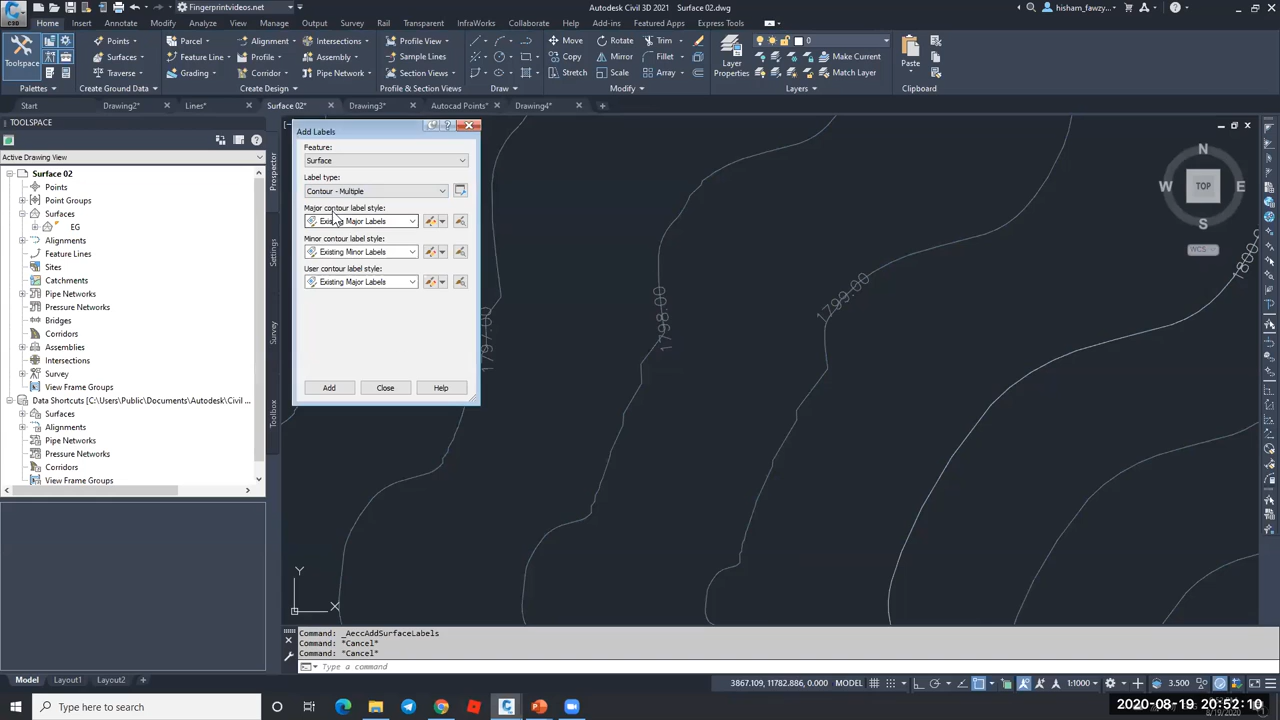 C3D
Fingerprintvideos.net
Autodesk Civil 3D 2021 Surface 02.dwg
hisham_fawzy...
Home Insert Annotate Modify Analyze View Manage Output Survey Rail Transparent InfraWorks Collaborate Help Add-ins Featured Apps Express Tools
Toolspace
Points
Surfaces
Traverse
Parcel
Feature Line
Grading
Alignment
Profile
Corridor
Intersections
Assembly
Pipe Network
Profile View
Sample Lines
Section Views
Move
Copy
Stretch
Rotate
Mirror
Scale
Trim
Fillet
Array
Layer
Properties
0
Make Current
Match Layer
Paste
Palettes
Create Ground Data
Create Design
Profile & Section Views
Draw
Modify
Layers
Clipboard
Start Drawing2* Lines* Surface 02* Drawing3* Autocad Points* Drawing4*
TOOLSPACE
Active Drawing View
Surface 02
Points
Point Groups
Surfaces
EG
Alignments
Feature Lines
Sites
Catchments
Pipe Networks
Pressure Networks
Bridges
Corridors
Assemblies
Intersections
Survey
View Frame Groups
Data Shortcuts [C:\Users\Public\Documents\Autodesk\Civil ...
Surfaces
Alignments
Pipe Networks
Pressure Networks
Corridors
View Frame Groups
Prospector
Settings
Survey
Toolbox
Add Labels
Feature:
Surface
Label type:
Contour - Multiple
Major contour label style:
Existing Major Labels
Minor contour label style:
Existing Minor Labels
User contour label style:
Existing Major Labels
Add Close Help
1797.00
1798.00
1799.00
N
W TOP E
S
WCS
Y
X
Command: _AeccAddSurfaceLabels
Command: *Cancel*
Command: *Cancel*
Type a command
Model Layout1 Layout2
3867.109, 11782.886, 0.000 MODEL
1:1000
3.500
Type here to search
2020-08-19 20:52:10